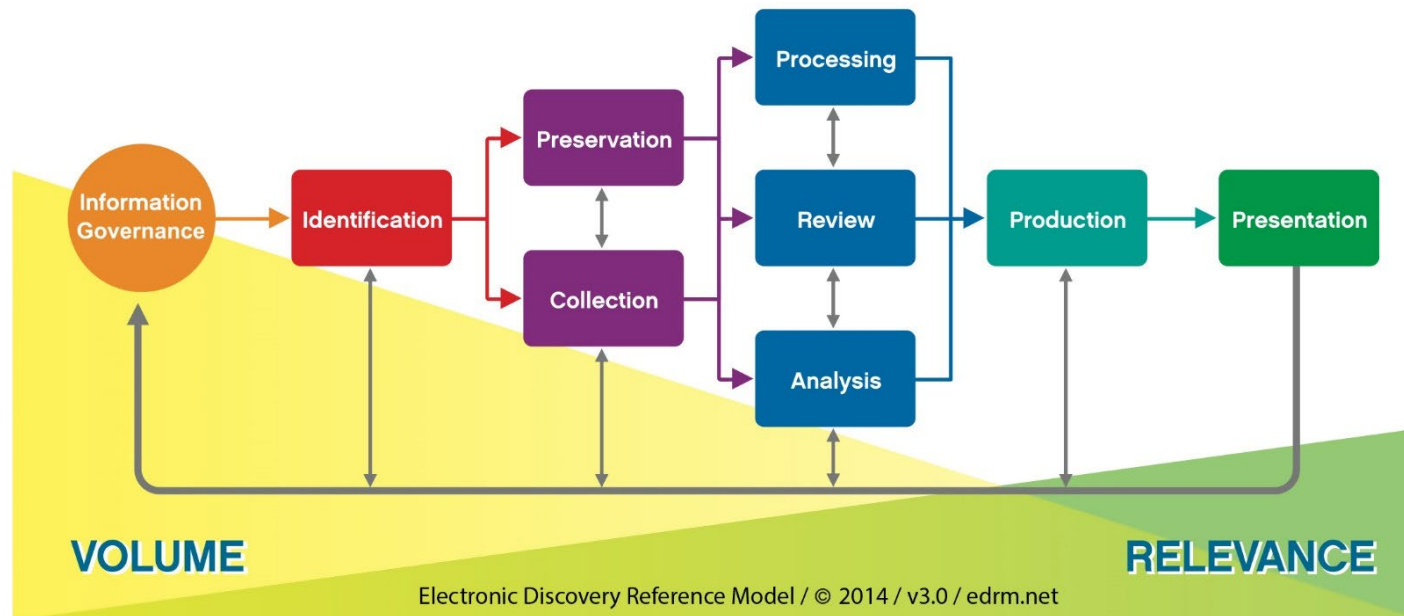 Information
Governance
Identification
Preservation
Collection
Processing
Review
Analysis
Production
Presentation
VOLUME
RELEVANCE
Electronic Discovery Reference Model / © 2014 / v3.0 / edrm.net